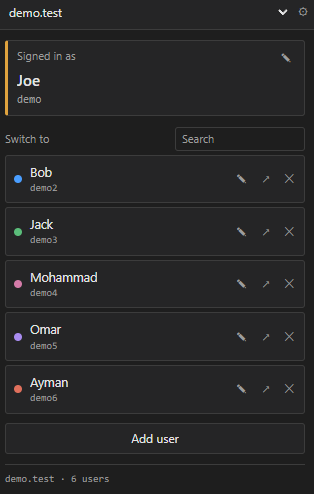 demo.test
Signed in as
Joe
demo
Switch to
Search
Bob
demo2
Jack
demo3
Mohammad
demo4
Omar
demo5
Ayman
demo6
Add user
demo.test · 6 users